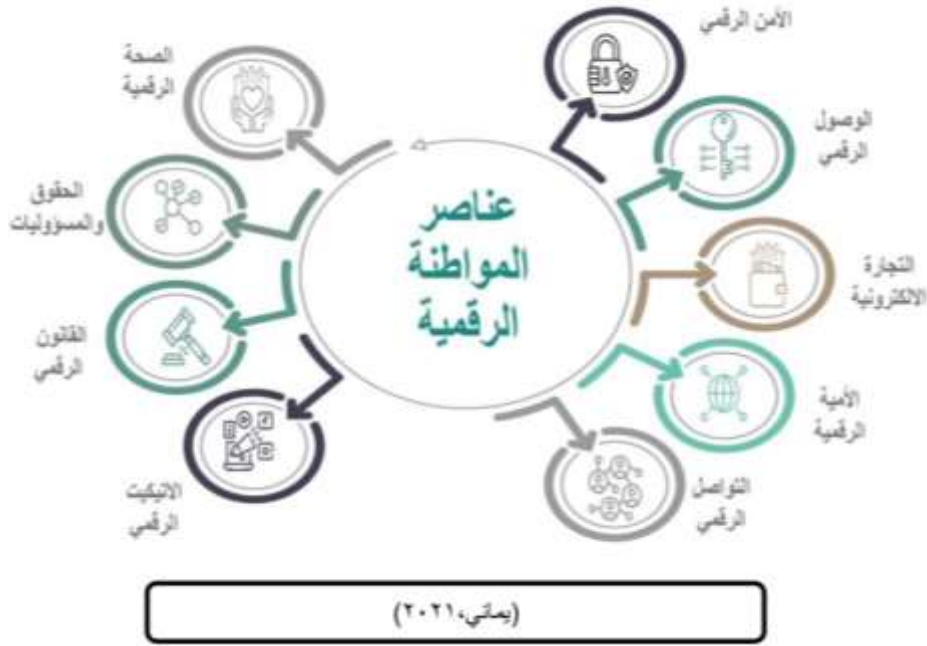 عناصر
المواطنة
الرقمية
الأمن الرقمي
الوصول
الرقمي
التجارة
الالكترونية
الأمية
الرقمية
التواصل
الرقمي
الاتيكيت
الرقمي
القانون
الرقمي
الحقوق
والمسؤوليات
الصحة
الرقمية
(يماني،٢٠٢١)